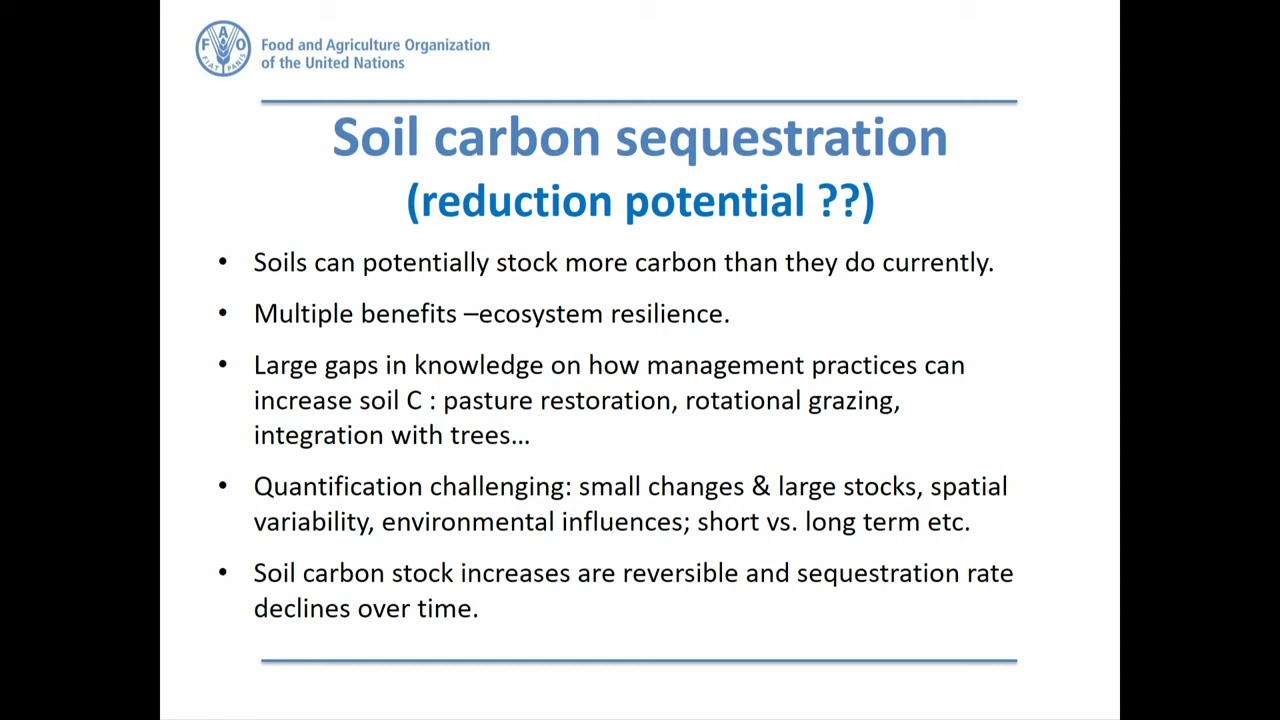 F A O
FIAT PANIS
Food and Agriculture Organization
of the United Nations
Soil carbon sequestration
(reduction potential ??)
• Soils can potentially stock more carbon than they do currently.
• Multiple benefits –ecosystem resilience.
• Large gaps in knowledge on how management practices can
increase soil C : pasture restoration, rotational grazing,
integration with trees…
• Quantification challenging: small changes & large stocks, spatial
variability, environmental influences; short vs. long term etc.
• Soil carbon stock increases are reversible and sequestration rate
declines over time.